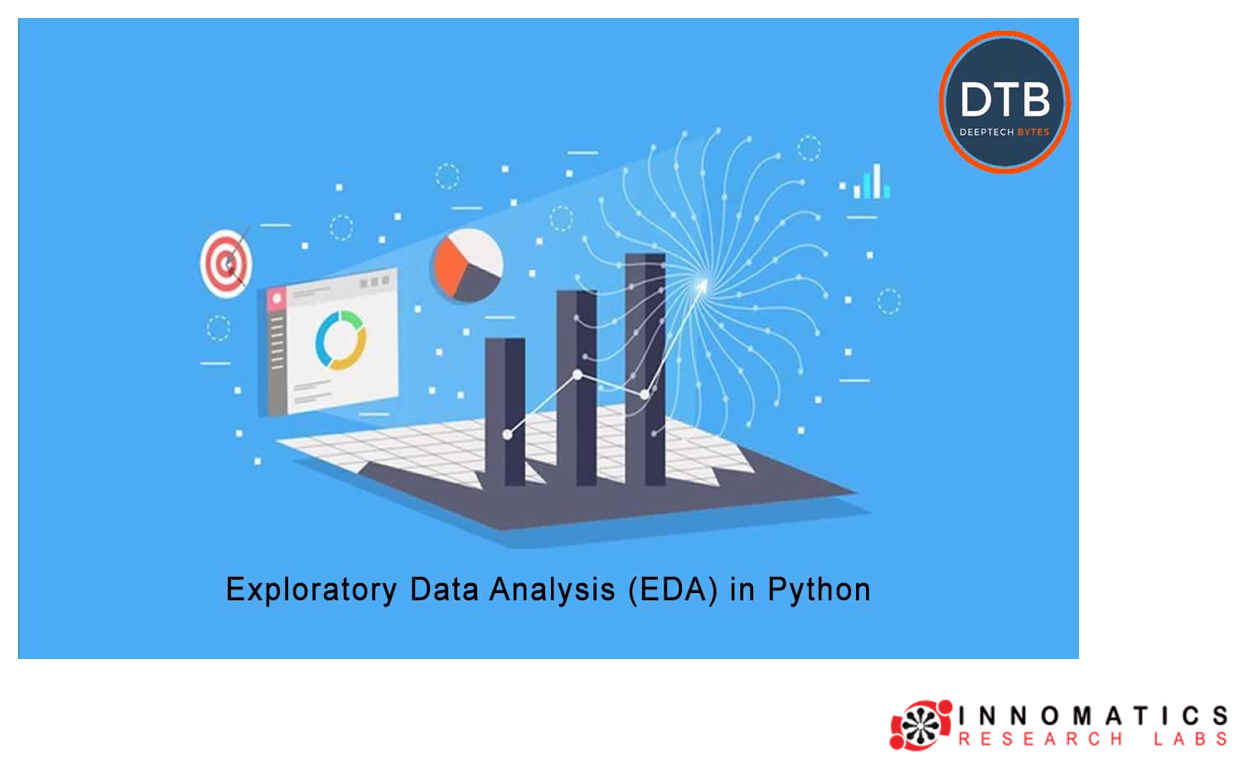 DTB
DEEPTECH BYTES
Exploratory Data Analysis (EDA) in Python
INNOMATICS
RESEARCH LABS